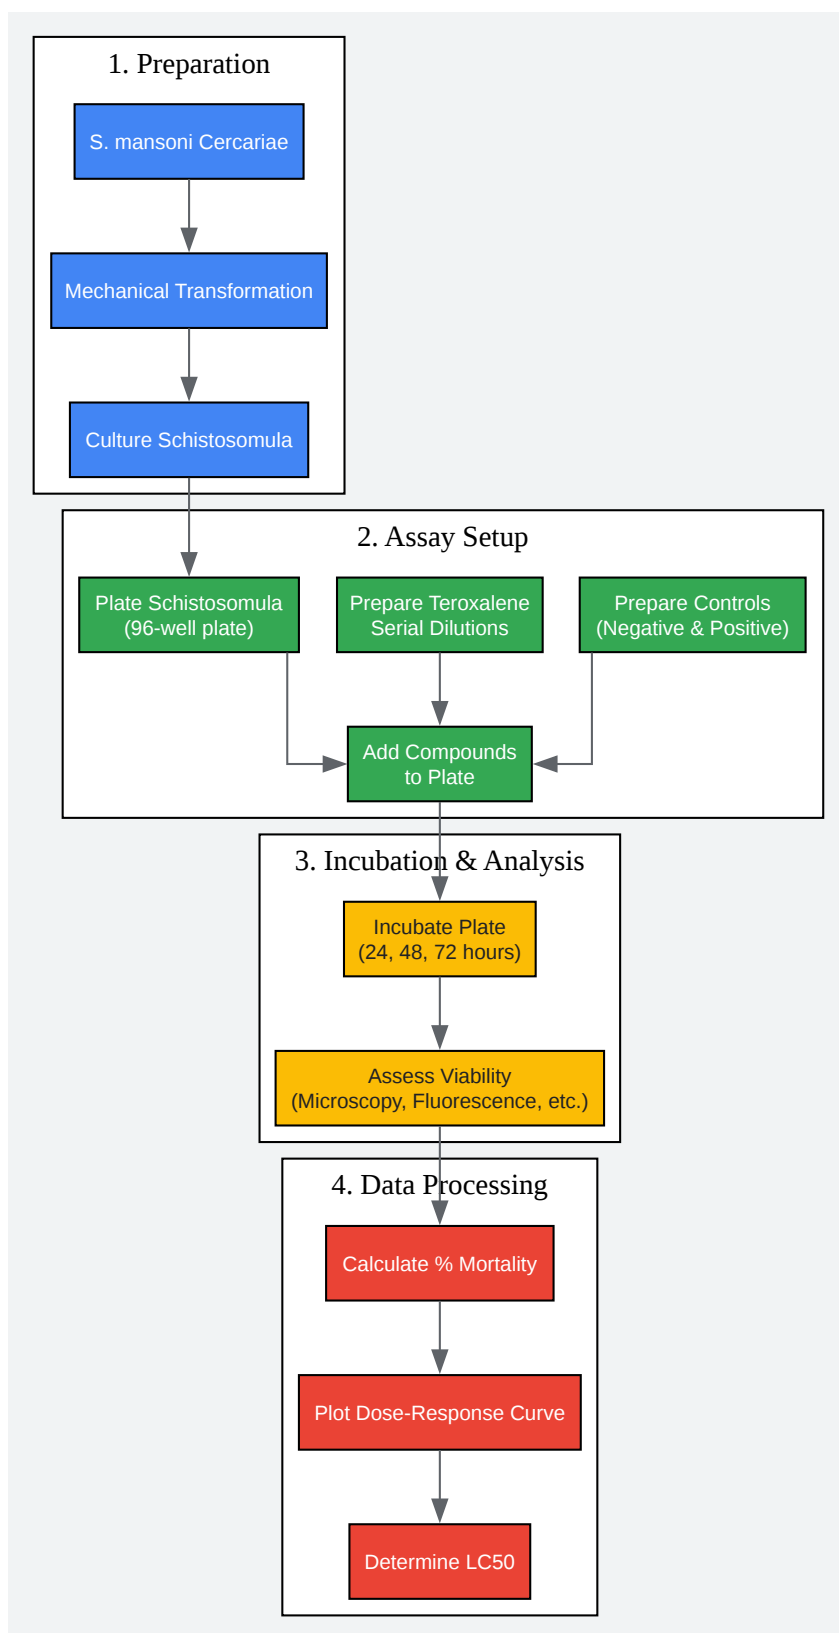 1. Preparation
S. mansoni Cercariae
Mechanical Transformation
Culture Schistosomula
2. Assay Setup
Plate Schistosomula
(96-well plate)
Prepare Teroxalene
Serial Dilutions
Prepare Controls
(Negative & Positive)
Add Compounds
to Plate
3. Incubation & Analysis
Incubate Plate
(24, 48, 72 hours)
Assess Viability
(Microscopy, Fluorescence, etc.)
4. Data Processing
Calculate % Mortality
Plot Dose-Response Curve
Determine LC50